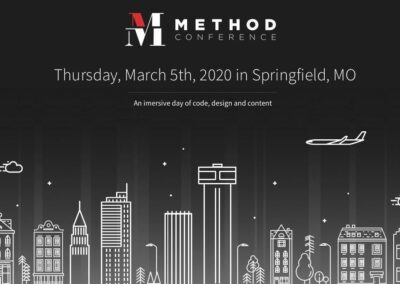 M METHOD
CONFERENCE
Thursday, March 5th, 2020 in Springfield, MO
An imersive day of code, design and content